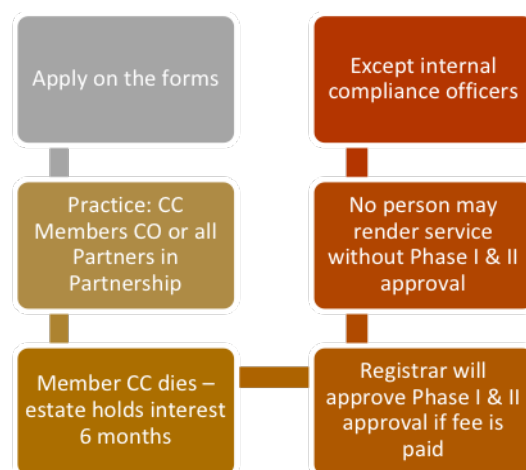 Apply on the forms
Practice: CC
Members CO or all
Partners in
Partnership
Member CC dies –
estate holds interest
6 months
Registrar will
approve Phase I & II
approval if fee is
paid
No person may
render service
without Phase I & II
approval
Except internal
compliance officers